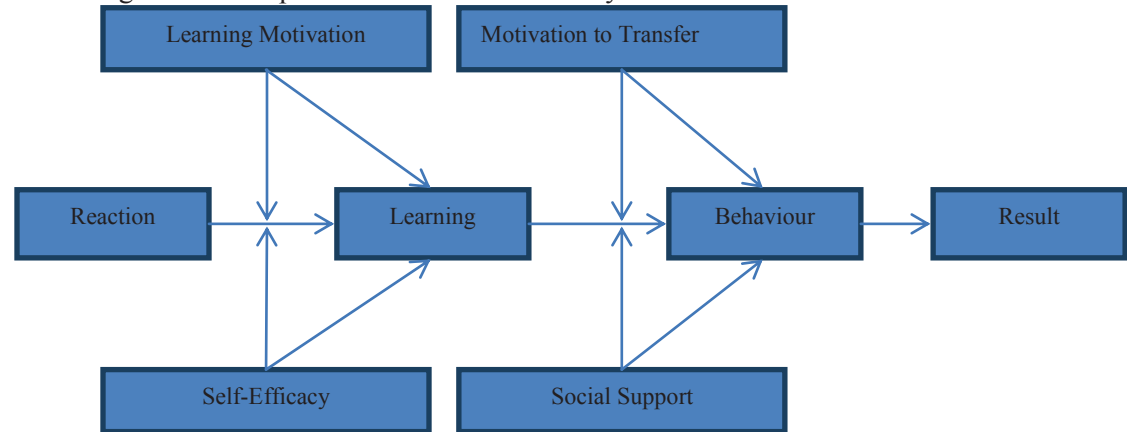 Learning Motivation
Motivation to Transfer
Reaction
Learning
Behaviour
Result
Self-Efficacy
Social Support